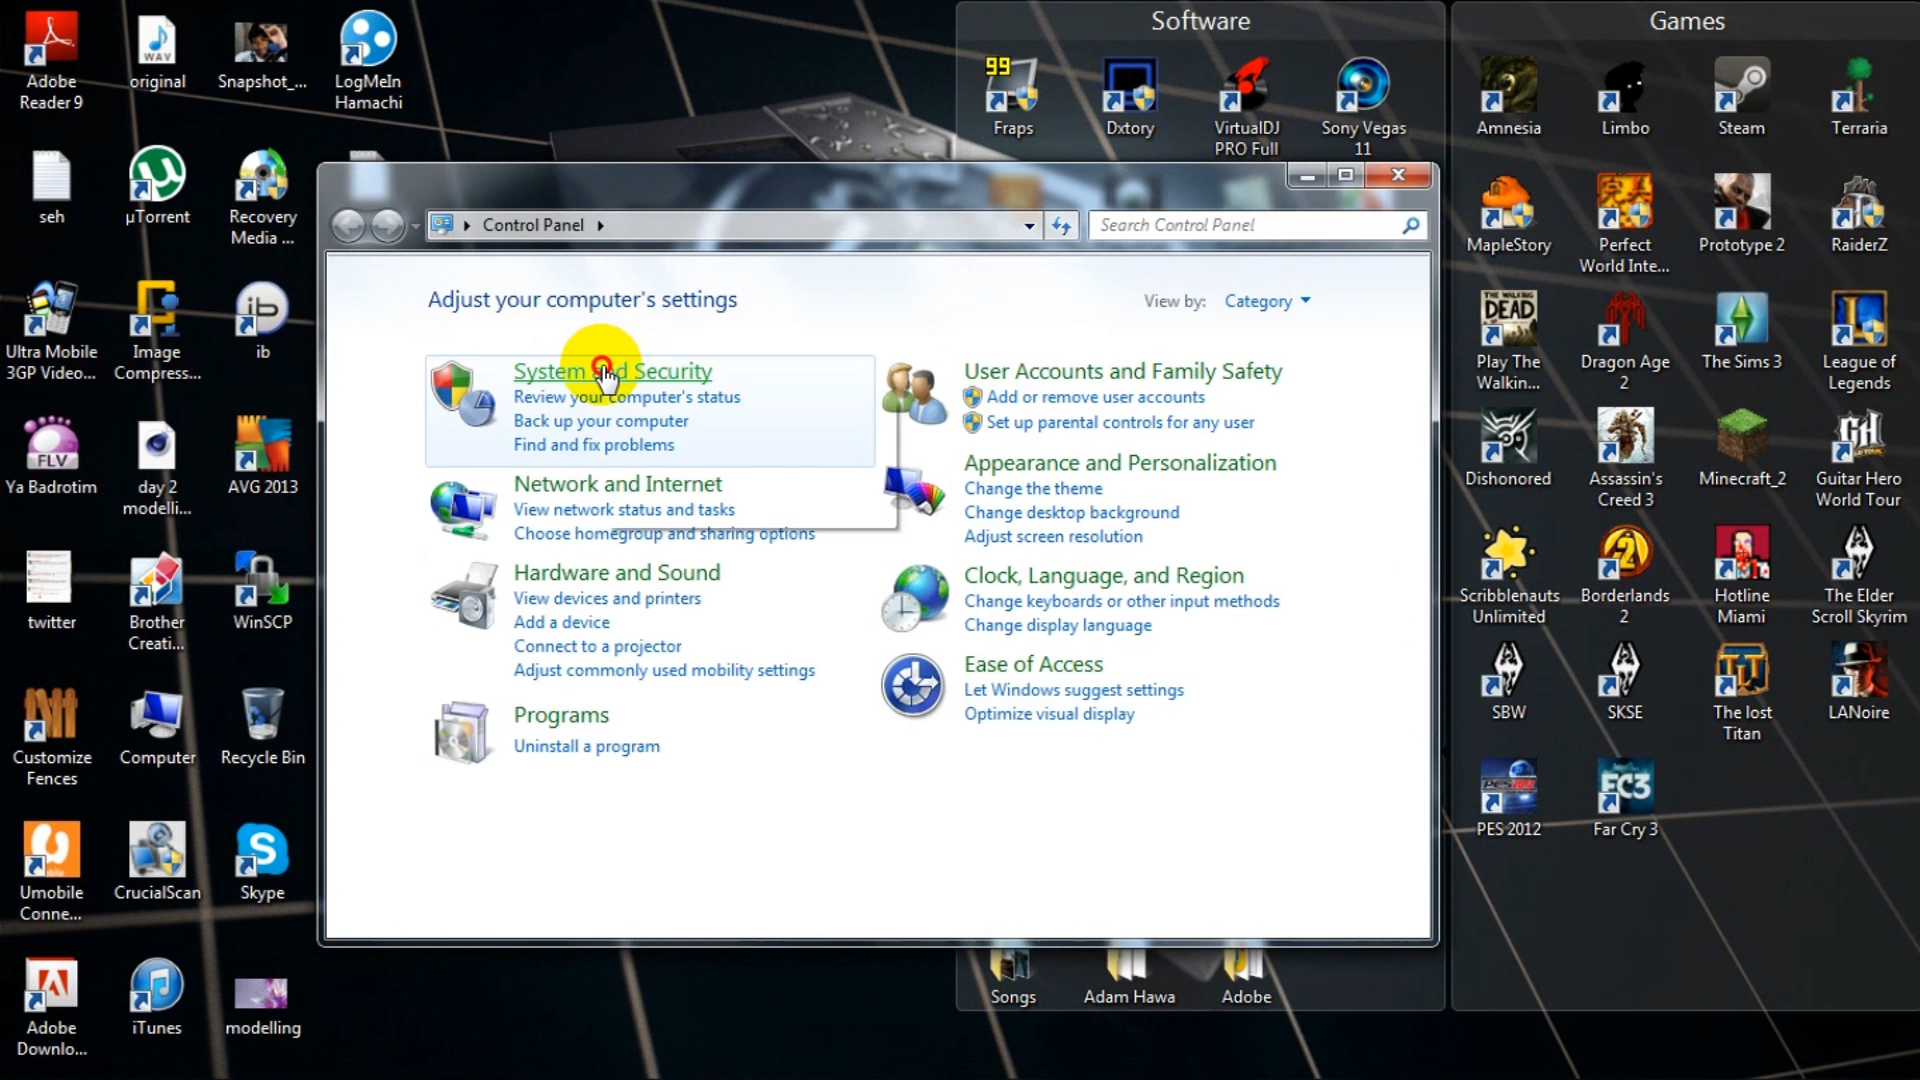 Adobe
Reader 9
original
Snapshot_...
LogMeIn
Hamachi
seh
µTorrent
Recovery
Media ...
Ultra Mobile
3GP Video...
Image
Compress...
ib
Ya Badrotim
day 2
modelli...
AVG 2013
twitter
Brother
Creati...
WinSCP
Customize
Fences
Computer
Recycle Bin
Umobile
Conne...
CrucialScan
Skype
Adobe
Downlo...
iTunes
modelling
Software
99
Fraps
Dxtory
VirtualDJ
PRO Full
Sony Vegas
11
Control Panel
Search Control Panel
Adjust your computer's settings
View by: Category
System and Security
Review your computer's status
Back up your computer
Find and fix problems
Network and Internet
View network status and tasks
Choose homegroup and sharing options
Hardware and Sound
View devices and printers
Add a device
Connect to a projector
Adjust commonly used mobility settings
Programs
Uninstall a program
User Accounts and Family Safety
Add or remove user accounts
Set up parental controls for any user
Appearance and Personalization
Change the theme
Change desktop background
Adjust screen resolution
Clock, Language, and Region
Change keyboards or other input methods
Change display language
Ease of Access
Let Windows suggest settings
Optimize visual display
Songs
Adam Hawa
Adobe
Games
Amnesia
Limbo
Steam
Terraria
MapleStory
Perfect
World Inte...
Prototype 2
RaiderZ
Play The
Walkin...
Dragon Age
2
The Sims 3
League of
Legends
Dishonored
Assassin's
Creed 3
Minecraft_2
Guitar Hero
World Tour
Scribblenauts
Unlimited
Borderlands
2
Hotline
Miami
The Elder
Scroll Skyrim
SBW
SKSE
The lost
Titan
LANoire
PES 2012
Far Cry 3